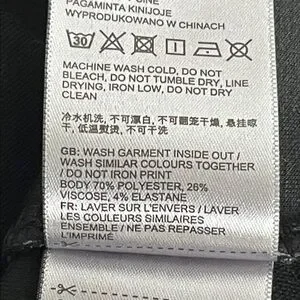 PAGAMINTA KINIJOJE
WYPRODUKOWANO W CHINACH
30
MACHINE WASH COLD, DO NOT
BLEACH, DO NOT TUMBLE DRY, LINE
DRYING, IRON LOW, DO NOT DRY
CLEAN
冷水机洗, 不可漂白, 不可翻笼干燥, 悬挂晾
干, 低温熨烫, 不可干洗
GB: WASH GARMENT INSIDE OUT /
WASH SIMILAR COLOURS TOGETHER
/ DO NOT IRON PRINT
BODY 70% POLYESTER, 26%
VISCOSE, 4% ELASTANE
FR: LAVER SUR L'ENVERS / LAVER
LES COULEURS SIMILAIRES
ENSEMBLE / NE PAS REPASSER
L'IMPRIMÉ